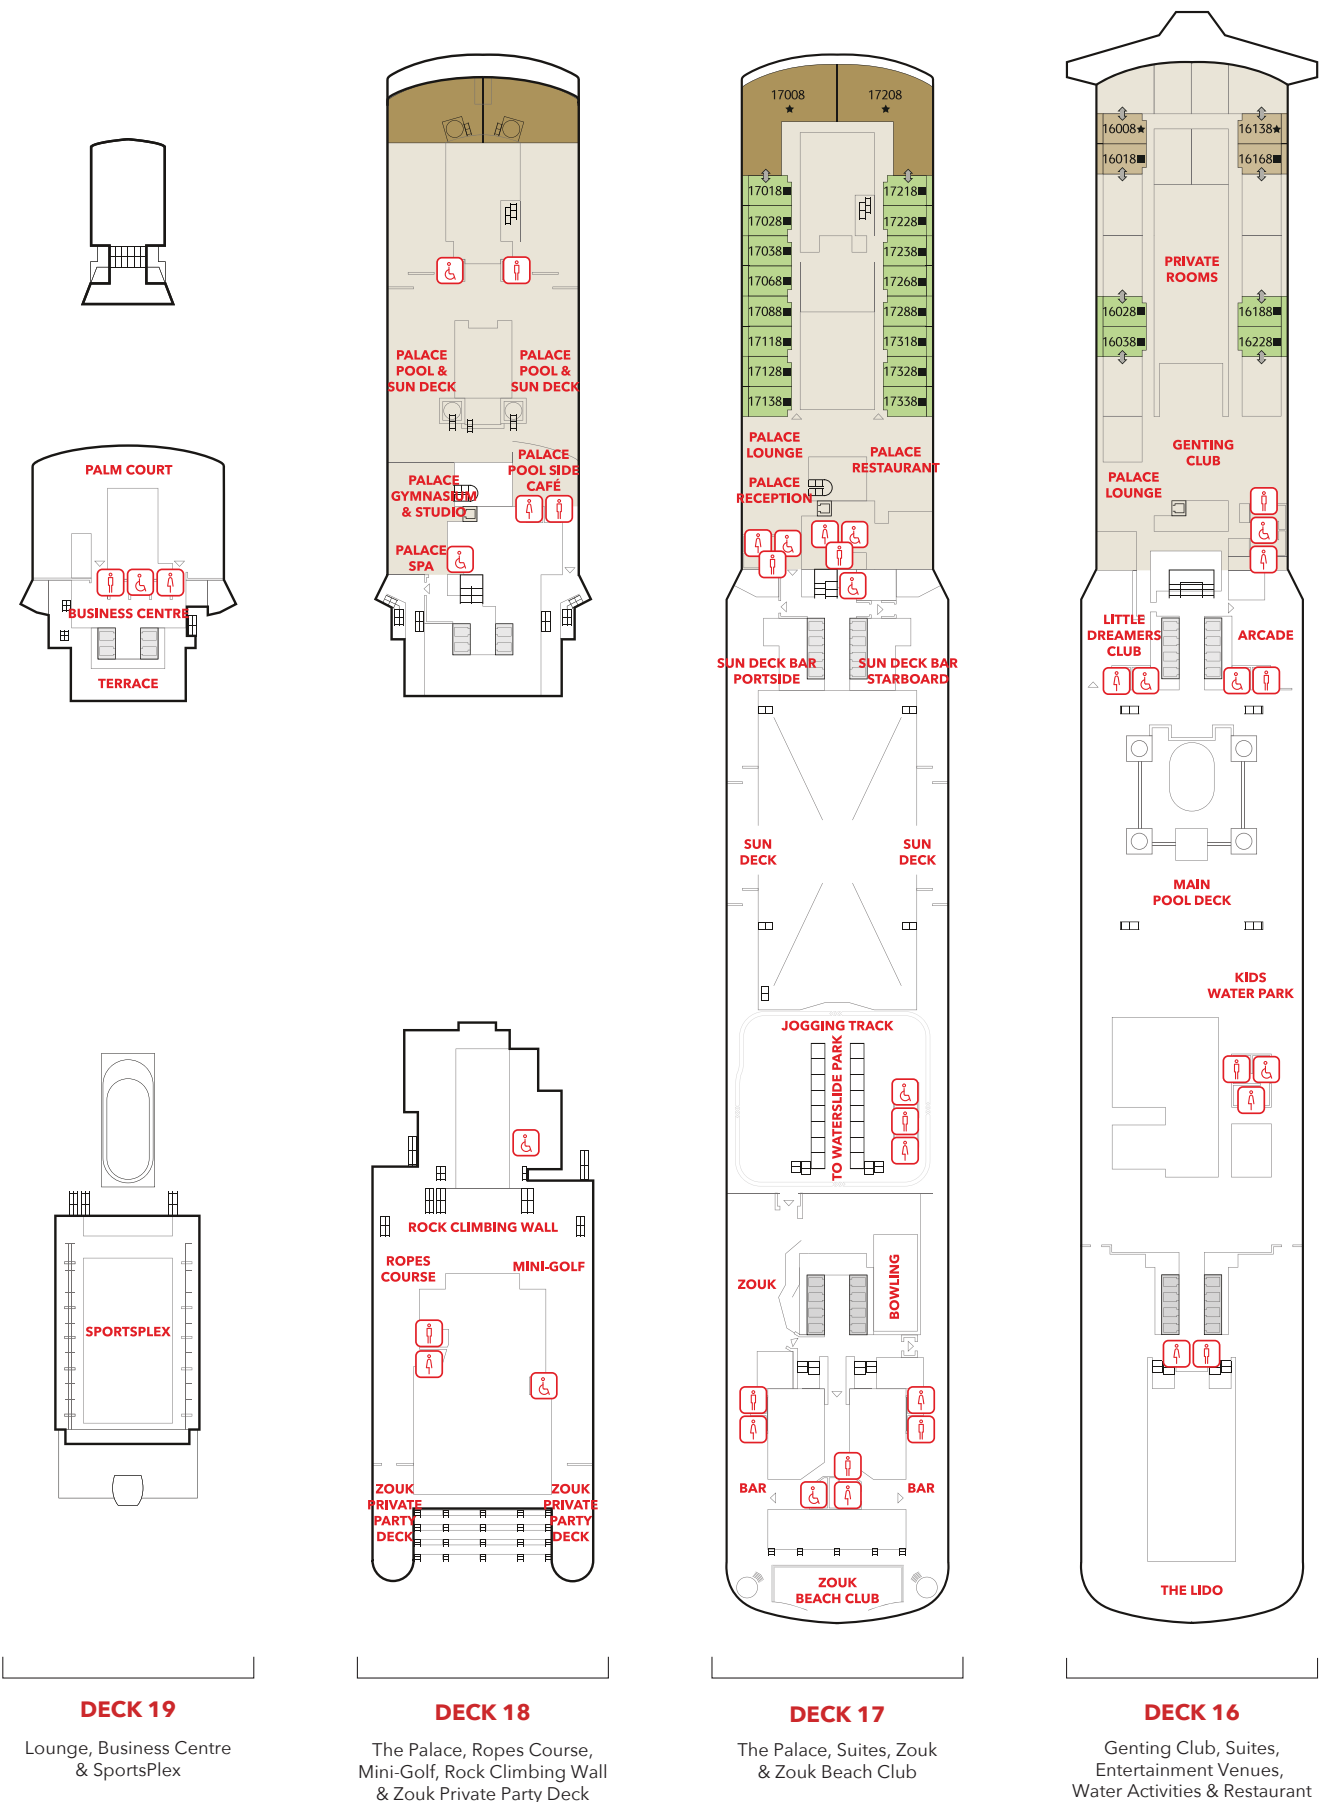 PALM COURT
BUSINESS CENTRE
TERRACE
SPORTSPLEX
DECK 19
Lounge, Business Centre
& SportsPlex
PALACE
POOL &
SUN DECK
PALACE
POOL &
SUN DECK
PALACE
GYMNASIUM
& STUDIO
PALACE
POOL SIDE
CAFÉ
PALACE
SPA
ROCK CLIMBING WALL
ROPES
COURSE
MINI-GOLF
ZOUK
PRIVATE
PARTY
DECK
ZOUK
PRIVATE
PARTY
DECK
DECK 18
The Palace, Ropes Course,
Mini-Golf, Rock Climbing Wall
& Zouk Private Party Deck
17008
17208
17018
17218
17028
17228
17038
17238
17068
17268
17088
17288
17118
17318
17128
17328
17138
17338
PALACE
LOUNGE
PALACE
RESTAURANT
PALACE
RECEPTION
SUN DECK BAR
PORTSIDE
SUN DECK BAR
STARBOARD
SUN
DECK
SUN
DECK
JOGGING TRACK
TO WATERSLIDE PARK
ZOUK
BOWLING
BAR
BAR
ZOUK
BEACH CLUB
DECK 17
The Palace, Suites, Zouk
& Zouk Beach Club
16008
16138
16018
16168
PRIVATE
ROOMS
16028
16188
16038
16228
GENTING
CLUB
PALACE
LOUNGE
LITTLE
DREAMERS
CLUB
ARCADE
MAIN
POOL DECK
KIDS
WATER PARK
THE LIDO
DECK 16
Genting Club, Suites,
Entertainment Venues,
Water Activities & Restaurant